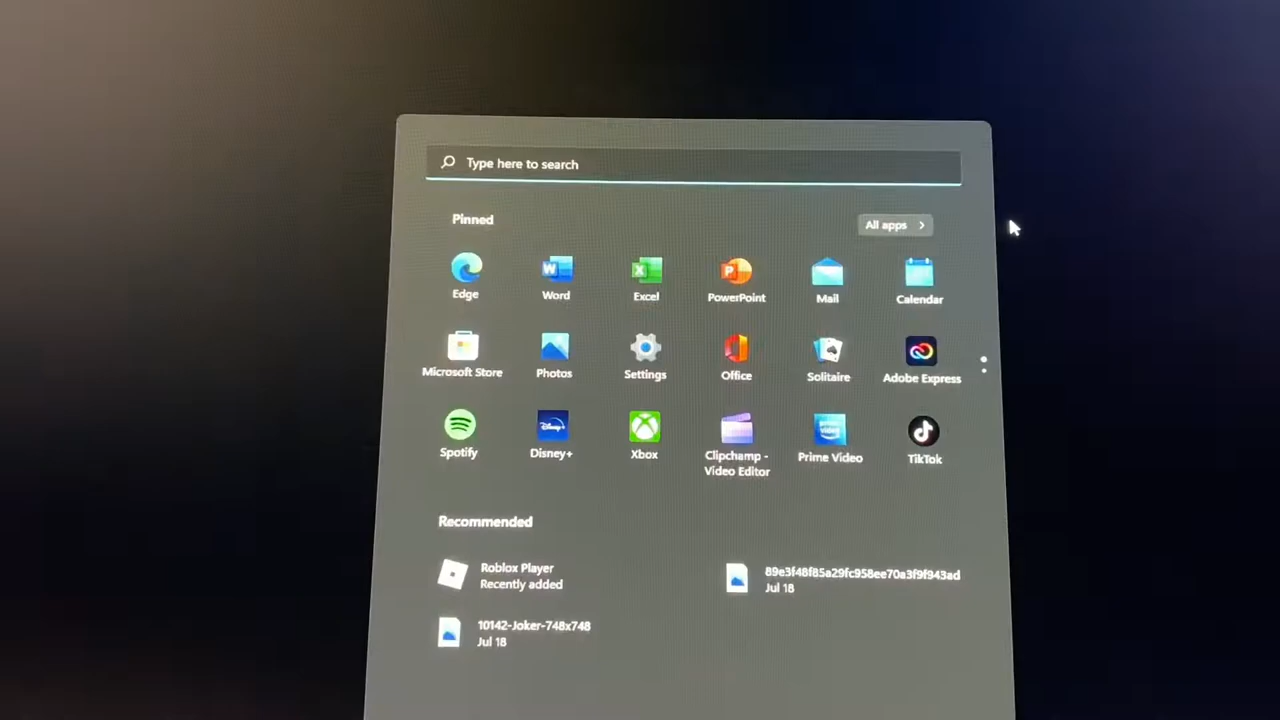 Type here to search
Pinned
All apps
Edge
Word
Excel
PowerPoint
Mail
Calendar
Microsoft Store
Photos
Settings
Office
Solitaire
Adobe Express
Spotify
Disney+
Xbox
Clipchamp -
Video Editor
Prime Video
TikTok
Recommended
Roblox Player
Recently added
89e3f48f85a29fc958ee70a3f9f943ad
Jul 18
10142-Joker-748x748
Jul 18